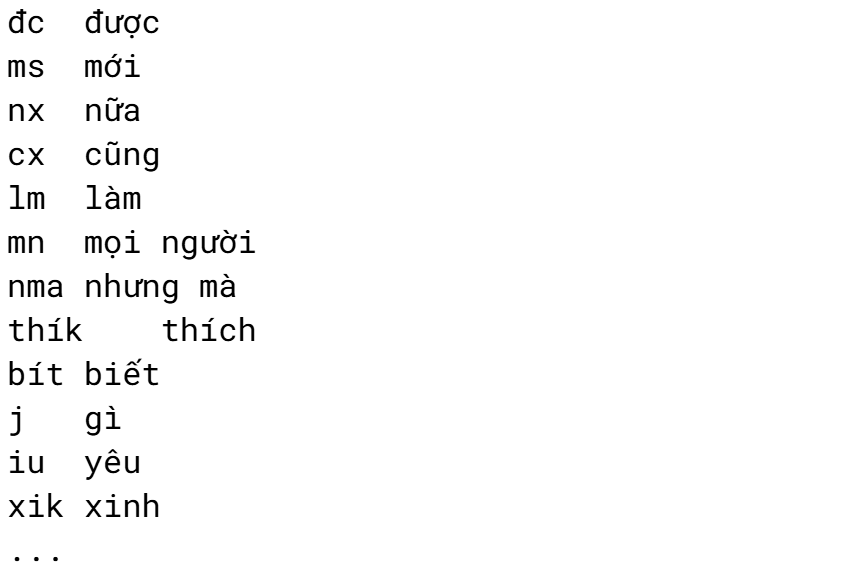 đc	được
ms	mới
nx	nữa
cx	cũng
lm	làm
mn	mọi người
nma	nhưng mà
thík	thích
bít	biết
j	gì
iu	yêu
xik	xinh
...